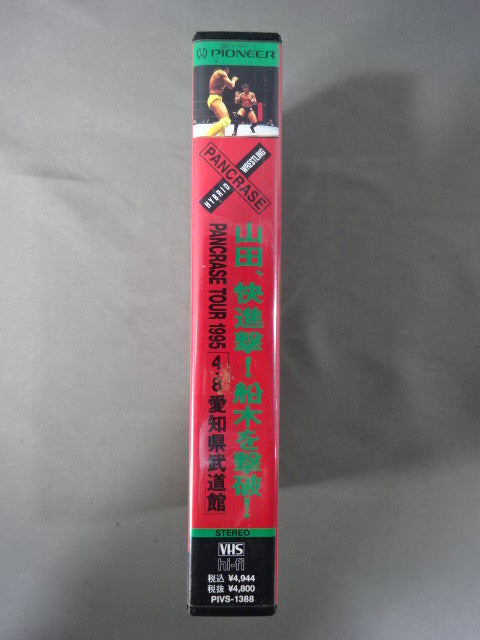 PIONEER
HYBRID WRESTLING
PANCRASE
山田、快進撃!船木を撃破!
PANCRASE TOUR 1995 4・8 愛知県武道館
STEREO
VHS
hi-fi
税込 ¥4,944
税抜 ¥4,800
PIVS-1388